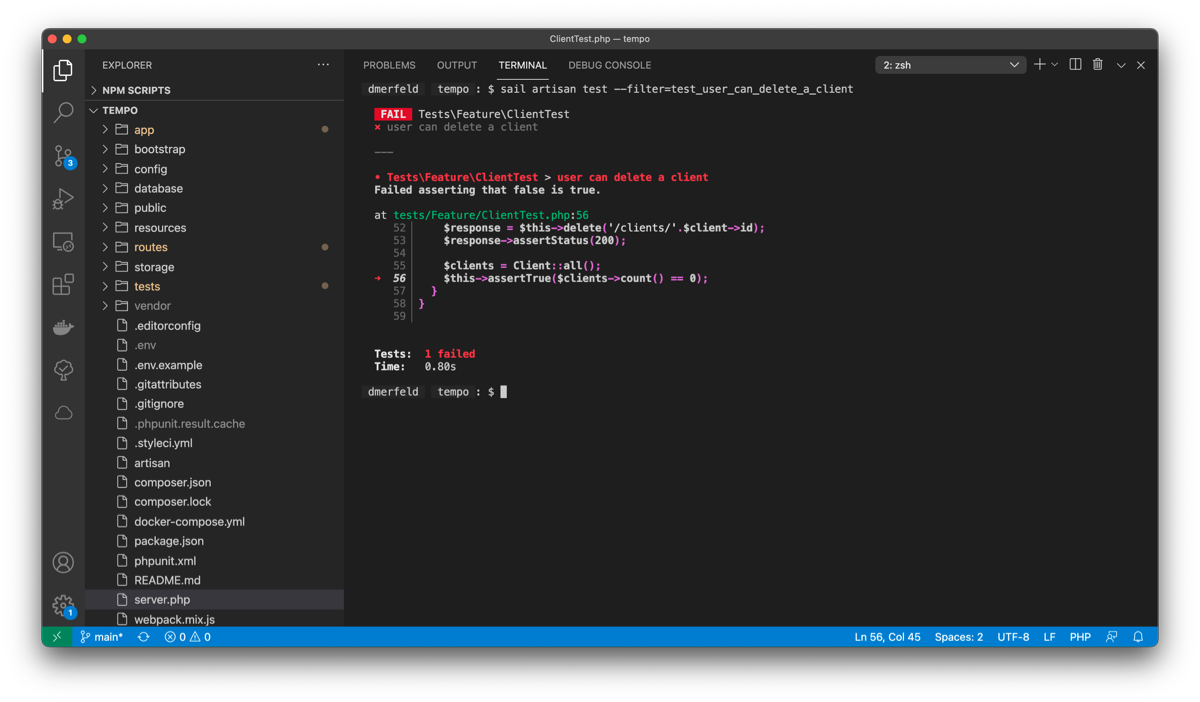 ClientTest.php — tempo
EXPLORER
NPM SCRIPTS
TEMPO
app
bootstrap
config
database
public
resources
routes
storage
tests
vendor
.editorconfig
.env
.env.example
.gitattributes
.gitignore
.phpunit.result.cache
.styleci.yml
artisan
composer.json
composer.lock
docker-compose.yml
package.json
phpunit.xml
README.md
server.php
webpack.mix.js
3
1
PROBLEMS OUTPUT TERMINAL DEBUG CONSOLE 2: zsh
dmerfeld tempo : $ sail artisan test --filter=test_user_can_delete_a_client
FAIL Tests\Feature\ClientTest
× user can delete a client
---
• Tests\Feature\ClientTest > user can delete a client
Failed asserting that false is true.
at tests/Feature/ClientTest.php:56
52 $response = $this->delete('/clients/'.$client->id);
53 $response->assertStatus(200);
54
55 $clients = Client::all();
➜ 56 $this->assertTrue($clients->count() == 0);
57 }
58 }
59
Tests: 1 failed
Time: 0.80s
dmerfeld tempo : $
main* 0 0 Ln 56, Col 45 Spaces: 2 UTF-8 LF PHP